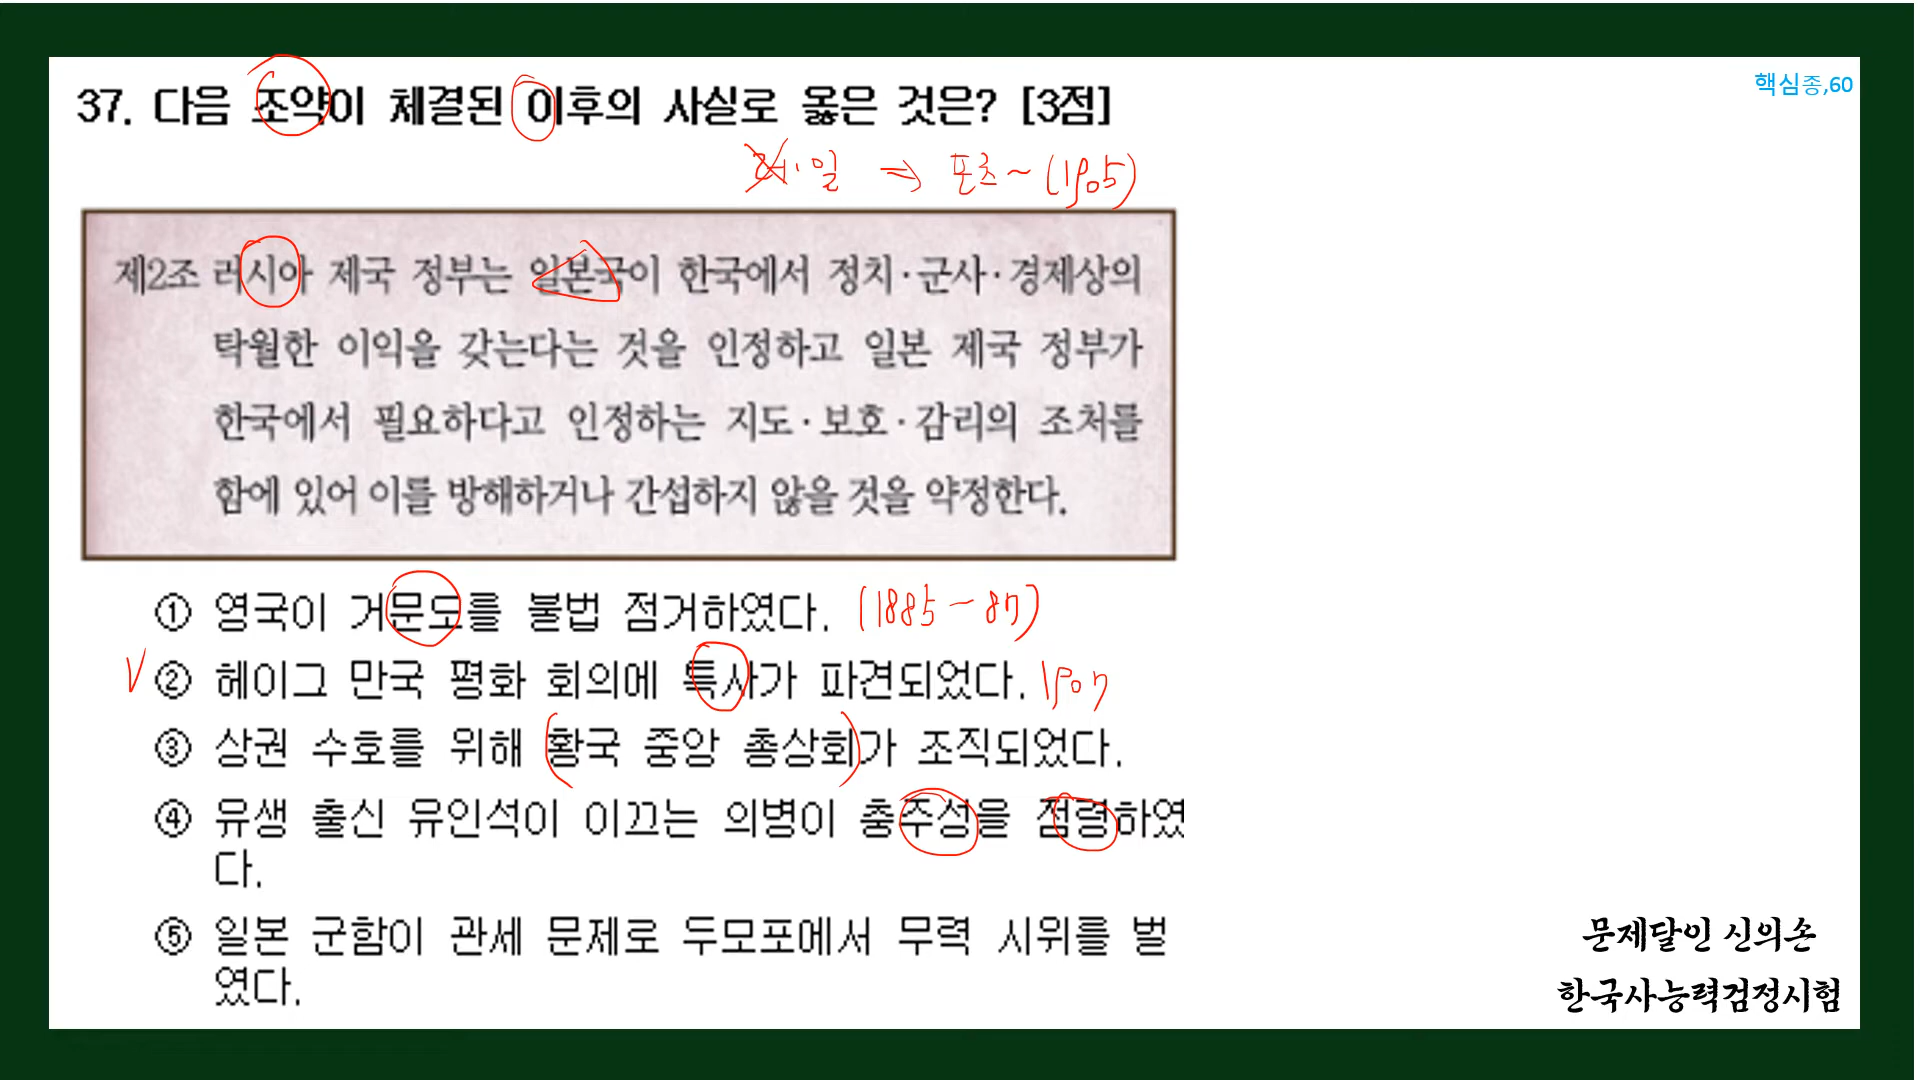 핵심종,60
37. 다음 조약이 체결된 이후의 사실로 옳은 것은? [3점]
일 → 포츠~(1905)
제2조 러시아 제국 정부는 일본국이 한국에서 정치·군사·경제상의
탁월한 이익을 갖는다는 것을 인정하고 일본 제국 정부가
한국에서 필요하다고 인정하는 지도·보호·감리의 조처를
함에 있어 이를 방해하거나 간섭하지 않을 것을 약정한다.
① 영국이 거문도를 불법 점거하였다. (1885-87)
V ② 헤이그 만국 평화 회의에 특사가 파견되었다. 1907
③ 상권 수호를 위해 황국 중앙 총상회가 조직되었다.
④ 유생 출신 유인석이 이끄는 의병이 충주성을 점령하였
다.
⑤ 일본 군함이 관세 문제로 두모포에서 무력 시위를 벌
였다.
문제달인 신의손
한국사능력검정시험